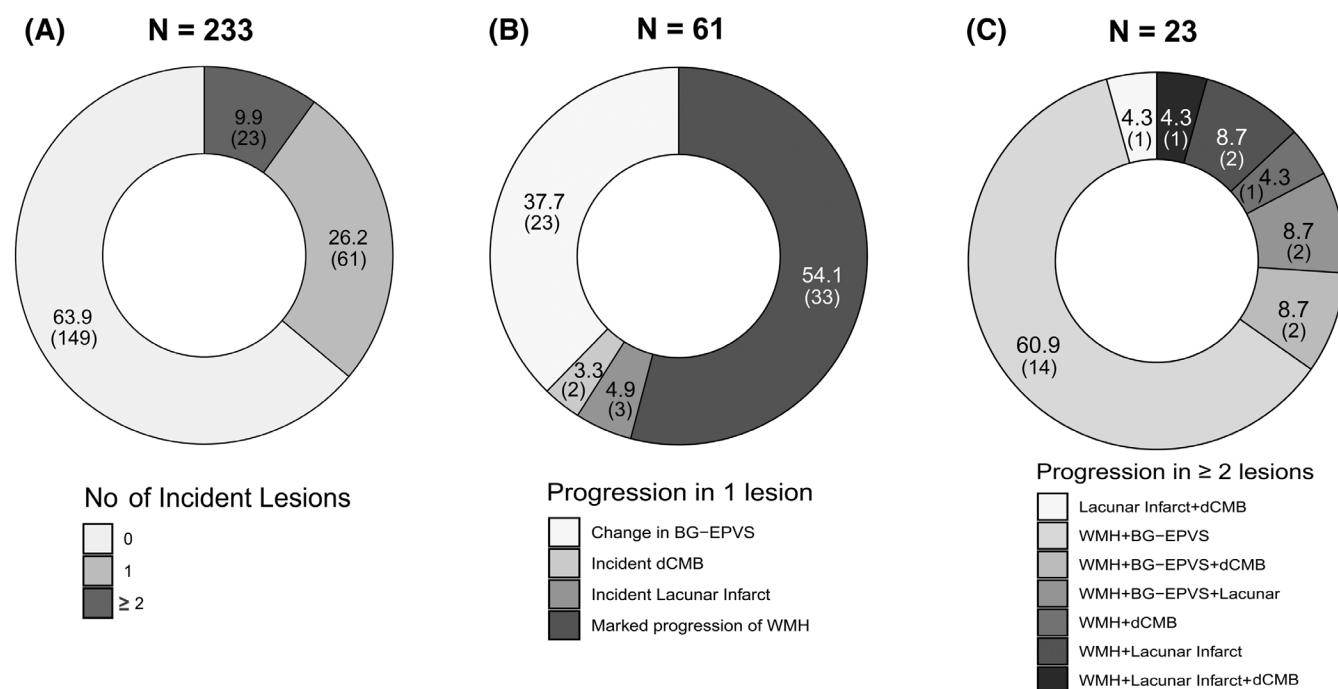 (A) N = 233
9.9
(23)
26.2
(61)
63.9
(149)
No of Incident Lesions
0
1
≥ 2
(B) N = 61
37.7
(23)
54.1
(33)
3.3
(2)
4.9
(3)
Progression in 1 lesion
Change in BG−EPVS
Incident dCMB
Incident Lacunar Infarct
Marked progression of WMH
(C) N = 23
4.3
(1)
4.3
(1)
8.7
(2)
4.3
(1)
8.7
(2)
8.7
(2)
60.9
(14)
Progression in ≥ 2 lesions
Lacunar Infarct+dCMB
WMH+BG−EPVS
WMH+BG−EPVS+dCMB
WMH+BG−EPVS+Lacunar
WMH+dCMB
WMH+Lacunar Infarct
WMH+Lacunar Infarct+dCMB